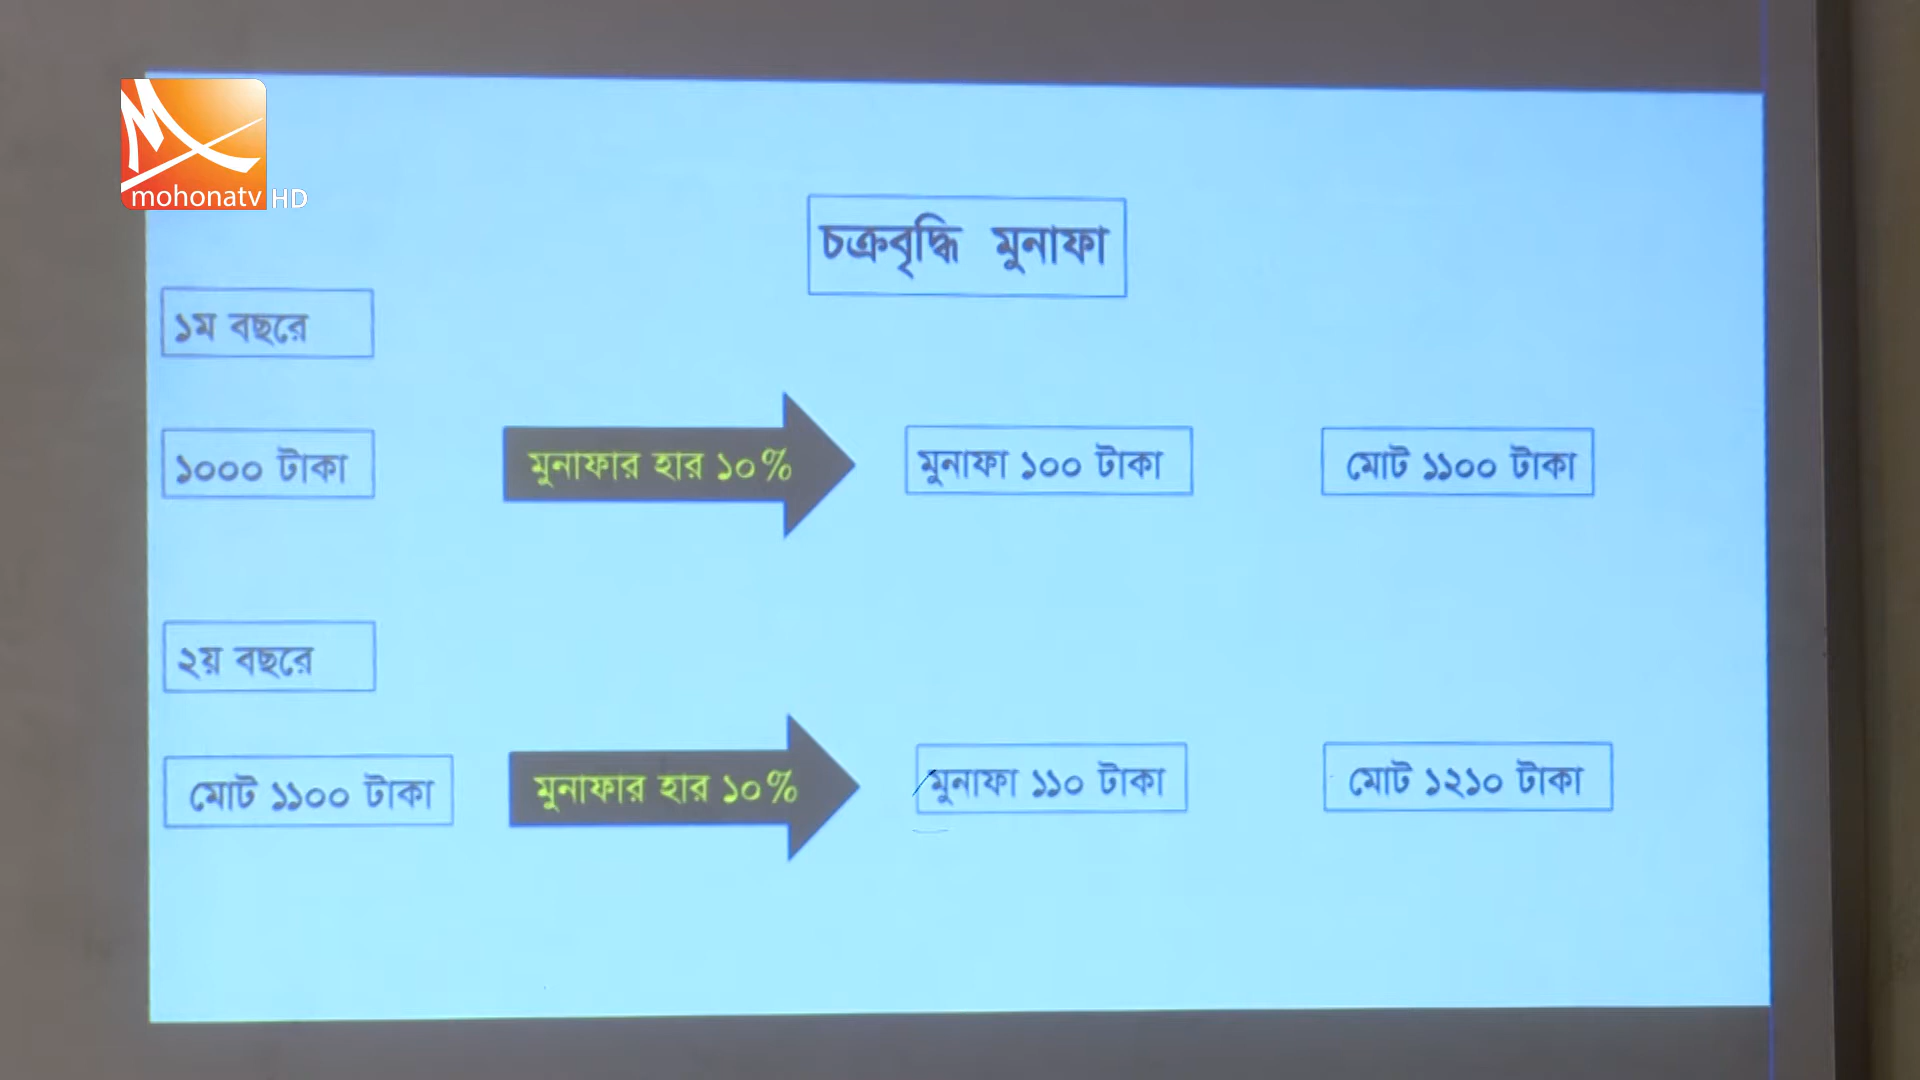 mohonatv HD
চক্রবৃদ্ধি মুনাফা
১ম বছরে
১০০০ টাকা
মুনাফার হার ১০%
মুনাফা ১০০ টাকা
মোট ১১০০ টাকা
২য় বছরে
মোট ১১০০ টাকা
মুনাফার হার ১০%
মুনাফা ১১০ টাকা
মোট ১২১০ টাকা